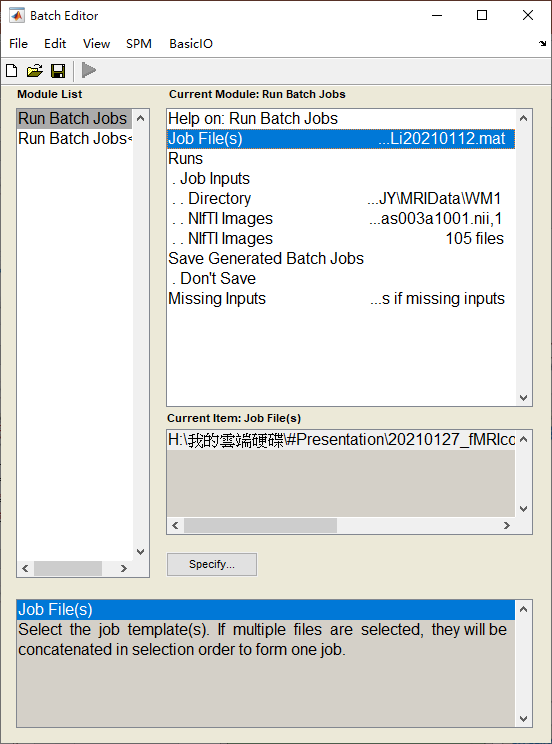 Batch Editor
File Edit View SPM BasicIO
Module List
Run Batch Jobs
Run Batch Jobs<
Current Module: Run Batch Jobs
Help on: Run Batch Jobs
Job File(s) ...Li20210112.mat
Runs
. Job Inputs
. . Directory ...JY\MRIData\WM1
. . NIfTI Images ...as003a1001.nii,1
. . NIfTI Images 105 files
Save Generated Batch Jobs
. Don't Save
Missing Inputs ...s if missing inputs
Current Item: Job File(s)
H:\我的雲端硬碟\#Presentation\20210127_fMRIcc
Specify...
Job File(s)
Select the job template(s). If multiple files are selected, they will be
concatenated in selection order to form one job.